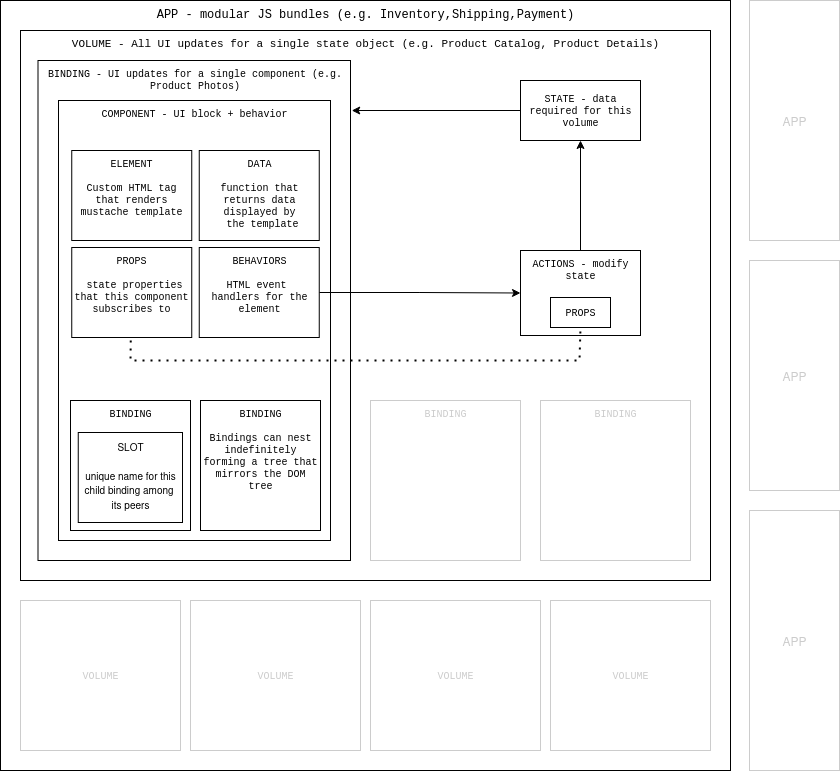 APP - modular JS bundles (e.g. Inventory,Shipping,Payment)
VOLUME - All UI updates for a single state object (e.g. Product Catalog, Product Details)
BINDING - UI updates for a single component (e.g.
Product Photos)
COMPONENT - UI block + behavior
ELEMENT
Custom HTML tag
that renders
mustache template
DATA
function that
returns data
displayed by
the template
PROPS
state properties
that this component
subscribes to
BEHAVIORS
HTML event
handlers for the
element
STATE - data
required for this
volume
ACTIONS - modify
state
PROPS
BINDING
SLOT
unique name for this
child binding among
its peers
BINDING
Bindings can nest
indefinitely
forming a tree that
mirrors the DOM
tree
BINDING
BINDING
VOLUME
VOLUME
VOLUME
VOLUME
APP
APP
APP